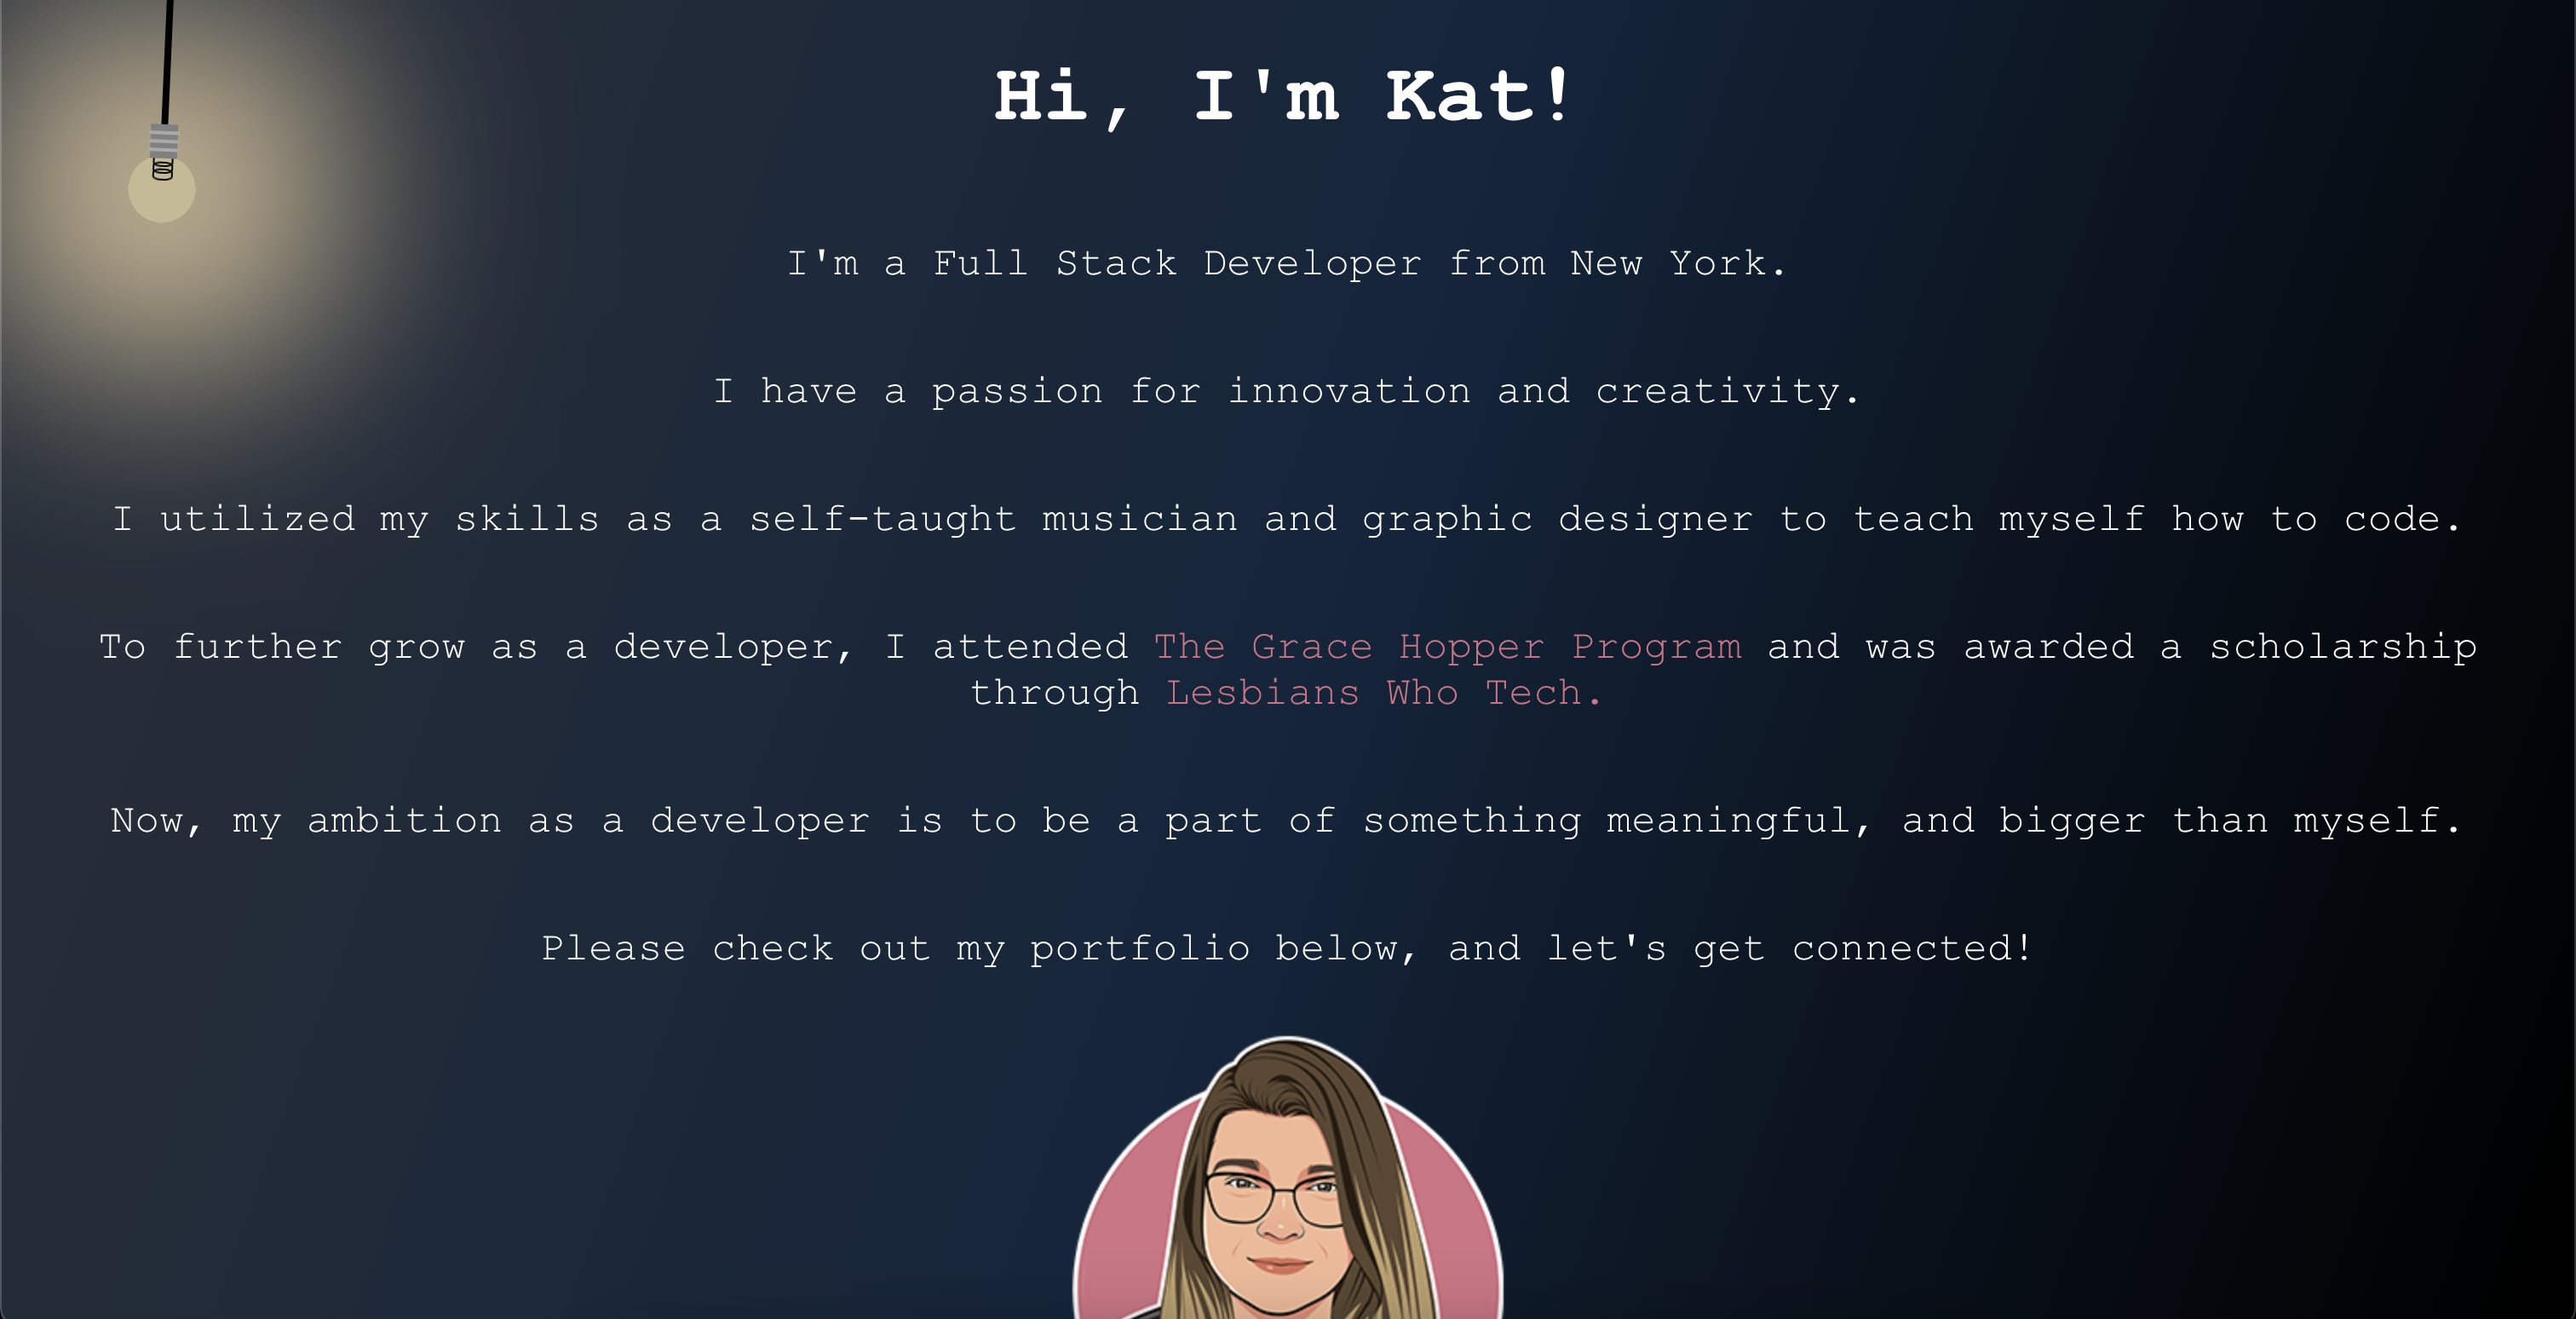 Hi, I'm Kat!
I'm a Full Stack Developer from New York.
I have a passion for innovation and creativity.
I utilized my skills as a self-taught musician and graphic designer to teach myself how to code.
To further grow as a developer, I attended The Grace Hopper Program and was awarded a scholarship
through Lesbians Who Tech.
Now, my ambition as a developer is to be a part of something meaningful, and bigger than myself.
Please check out my portfolio below, and let's get connected!